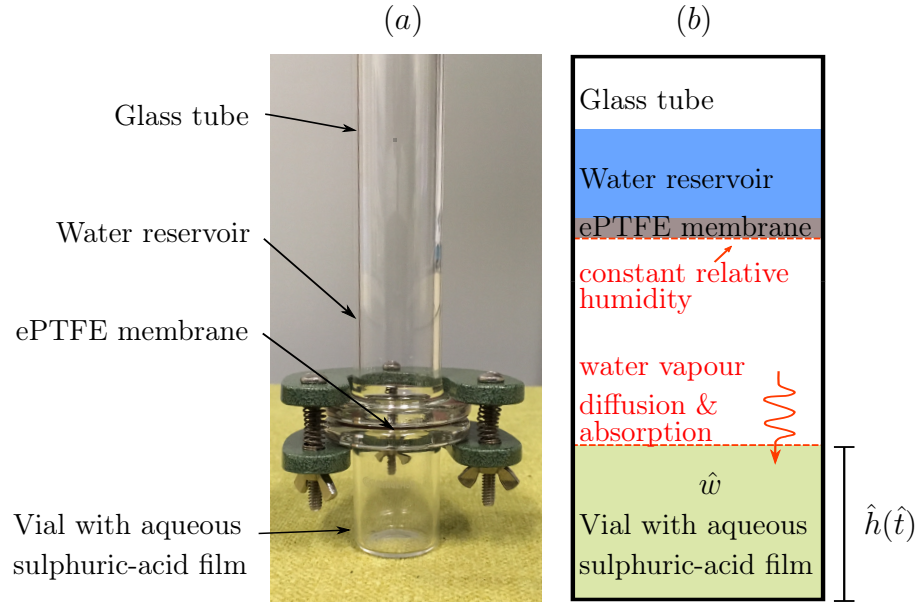 (a)
Glass tube
Water reservoir
ePTFE membrane
Vial with aqueous
sulphuric-acid film
(b)
Glass tube
Water reservoir
ePTFE membrane
constant relative
humidity
water vapour
diffusion &
absorption
ŵ
Vial with aqueous
sulphuric-acid film
ĥ(t̂)